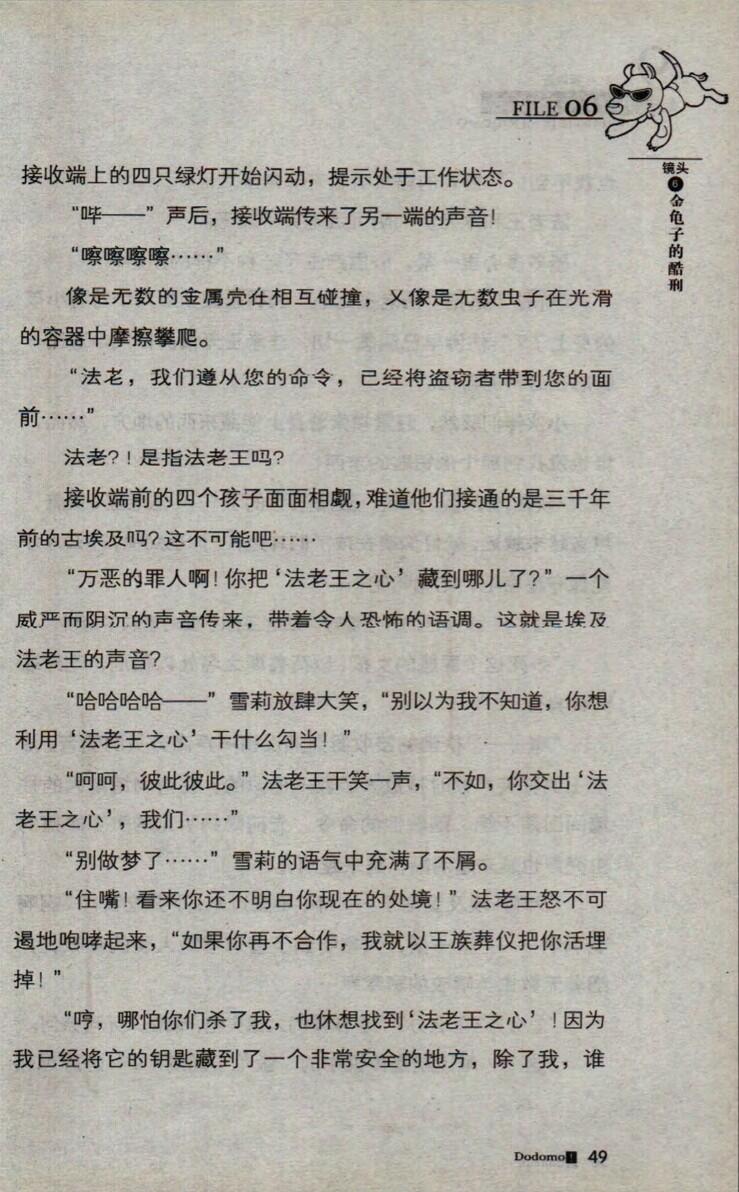 FILE 06
镜头
❻
金龟子的酷刑
接收端上的四只绿灯开始闪动，提示处于工作状态。
“哔——”声后，接收端传来了另一端的声音！
“嚓嚓嚓嚓……”
像是无数的金属壳在相互碰撞，又像是无数虫子在光滑
的容器中摩擦攀爬。
“法老，我们遵从您的命令，已经将盗窃者带到您的面
前……”
法老？！是指法老王吗？
接收端前的四个孩子面面相觑，难道他们接通的是三千年
前的古埃及吗？这不可能吧……
“万恶的罪人啊！你把‘法老王之心’藏到哪儿了？”一个
威严而阴沉的声音传来，带着令人恐怖的语调。这就是埃及
法老王的声音？
“哈哈哈哈——”雪莉放肆大笑，“别以为我不知道，你想
利用‘法老王之心’干什么勾当！”
“呵呵，彼此彼此。”法老王干笑一声，“不如，你交出‘法
老王之心’，我们……”
“别做梦了……”雪莉的语气中充满了不屑。
“住嘴！看来你还不明白你现在的处境！”法老王怒不可
遏地咆哮起来，“如果你再不合作，我就以王族葬仪把你活埋
掉！”
“哼，哪怕你们杀了我，也休想找到‘法老王之心’！因为
我已经将它的钥匙藏到了一个非常安全的地方，除了我，谁
Dodomo! 49